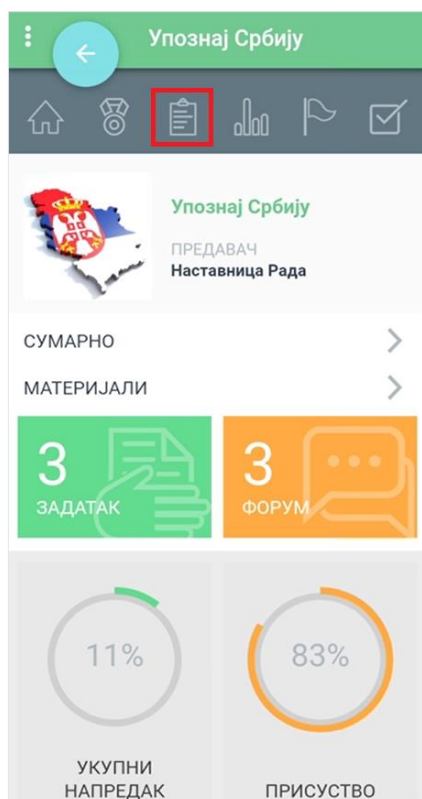 Упознај Србију
Упознај Србију
ПРЕДАВАЧ
Наставница Рада
СУМАРНО
МАТЕРИЈАЛИ
3
ЗАДАТАК
3
ФОРУМ
11%
83%
УКУПНИ
НАПРЕДАК
ПРИСУСТВО